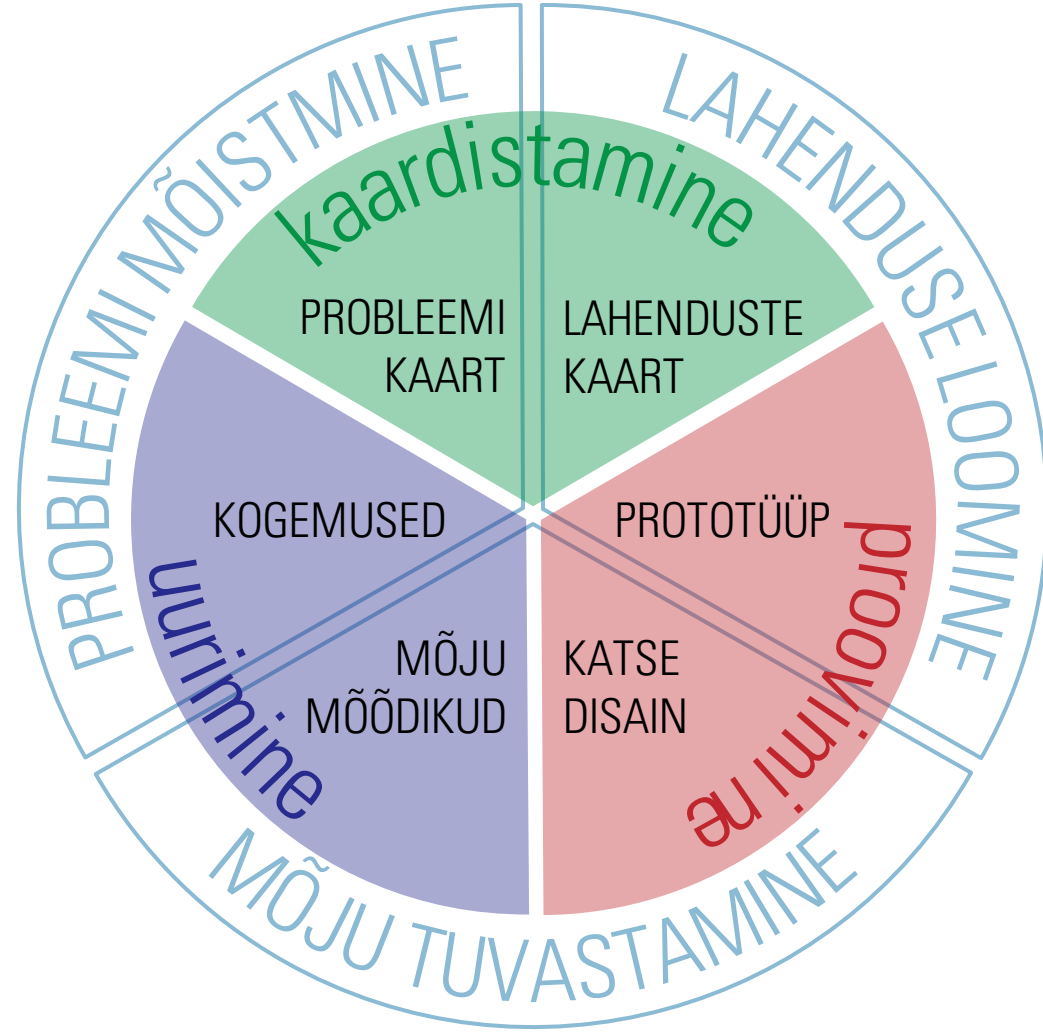 PROBLEEMI MÕISTMINE
LAHENDUSE LOOMINE
kaardistamine
PROBLEEMI
KAART
LAHENDUSTE
KAART
KOGEMUSED
PROTOTÜÜP
uurimine
proovimine
MÕJU
MÕÕDIKUD
KATSE
DISAIN
MÕJU TUVASTAMINE